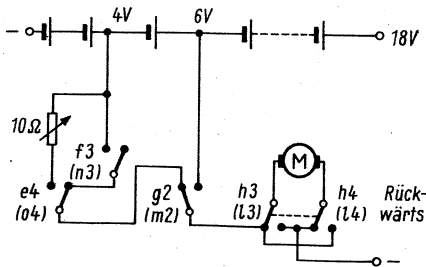 4V
6V
18V
10Ω
f3
(n3)
e4
(o4)
g2
(m2)
M
h3
(l3)
h4
(l4)
Rück-
wärts